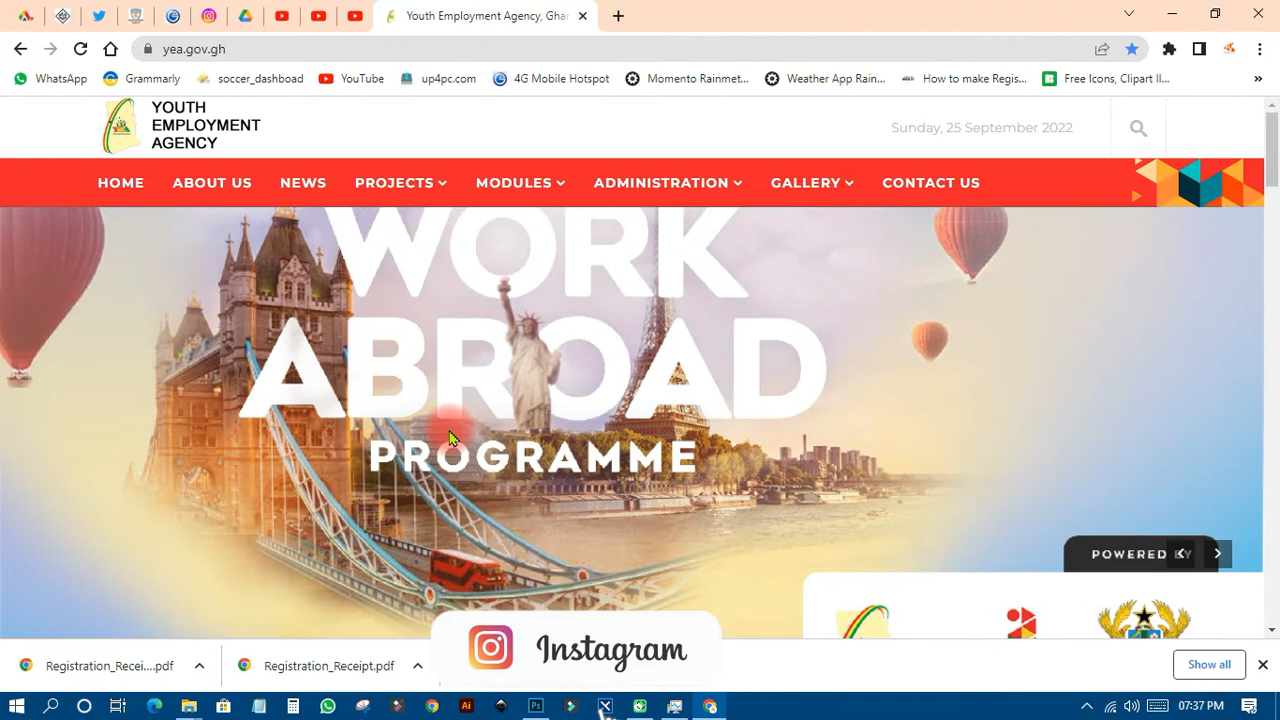 Youth Employment Agency, Ghan
yea.gov.gh
WhatsApp
Grammarly
soccer_dashboad
YouTube
up4pc.com
4G Mobile Hotspot
Momento Rainmet...
Weather App Rain...
How to make Regis...
Free Icons, Clipart Il...
YOUTH
EMPLOYMENT
AGENCY
Sunday, 25 September 2022
HOME
ABOUT US
NEWS
PROJECTS
MODULES
ADMINISTRATION
GALLERY
CONTACT US
WORK
ABROAD
PROGRAMME
POWERED BY
Instagram
Registration_Recei....pdf
Registration_Receipt.pdf
Show all
07:37 PM